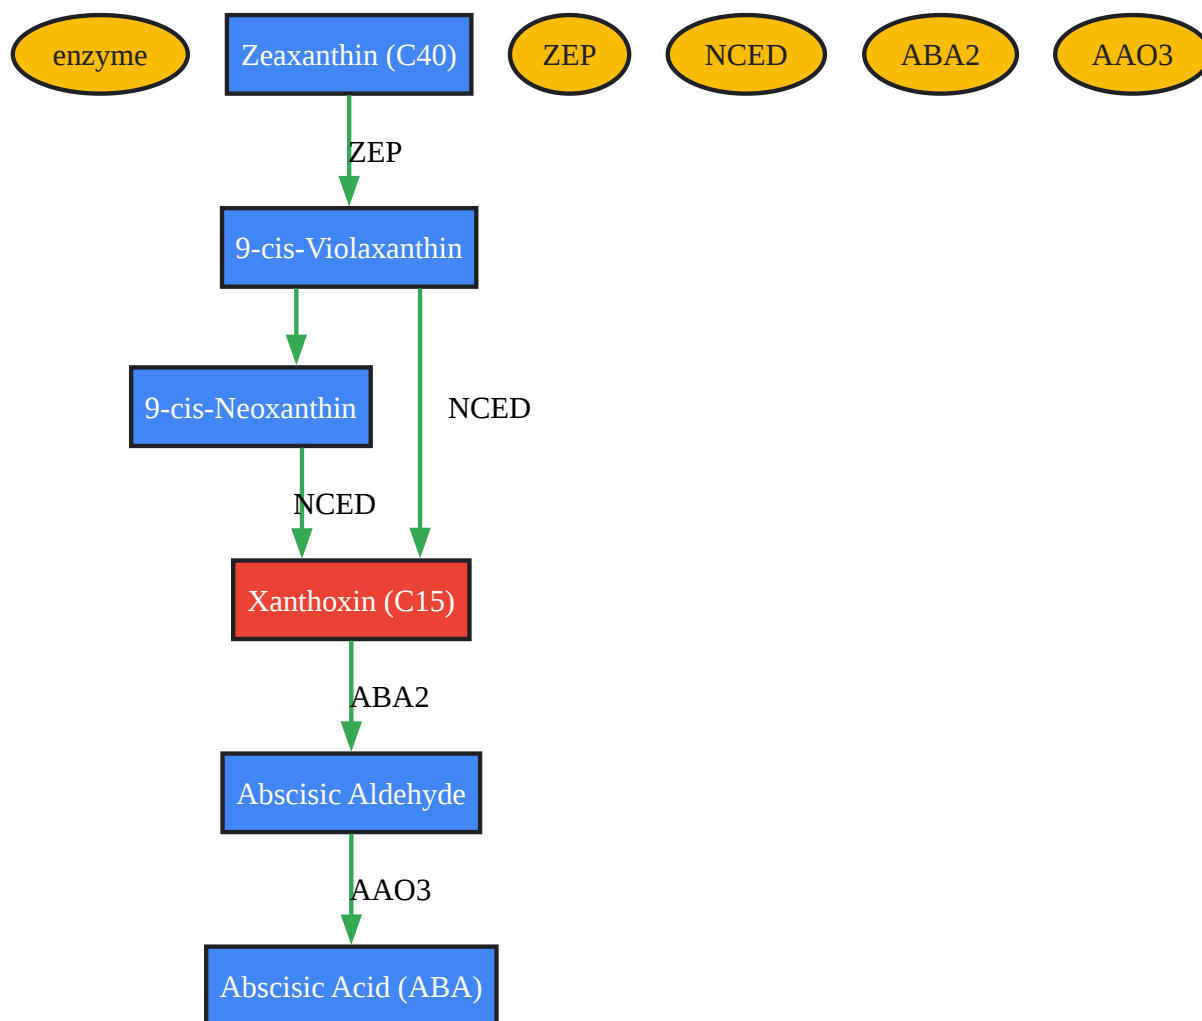 enzyme
Zeaxanthin (C40)
ZEP
NCED
ABA2
AAO3
ZEP
9-cis-Violaxanthin
9-cis-Neoxanthin
NCED
NCED
Xanthoxin (C15)
ABA2
Abscisic Aldehyde
AAO3
Abscisic Acid (ABA)